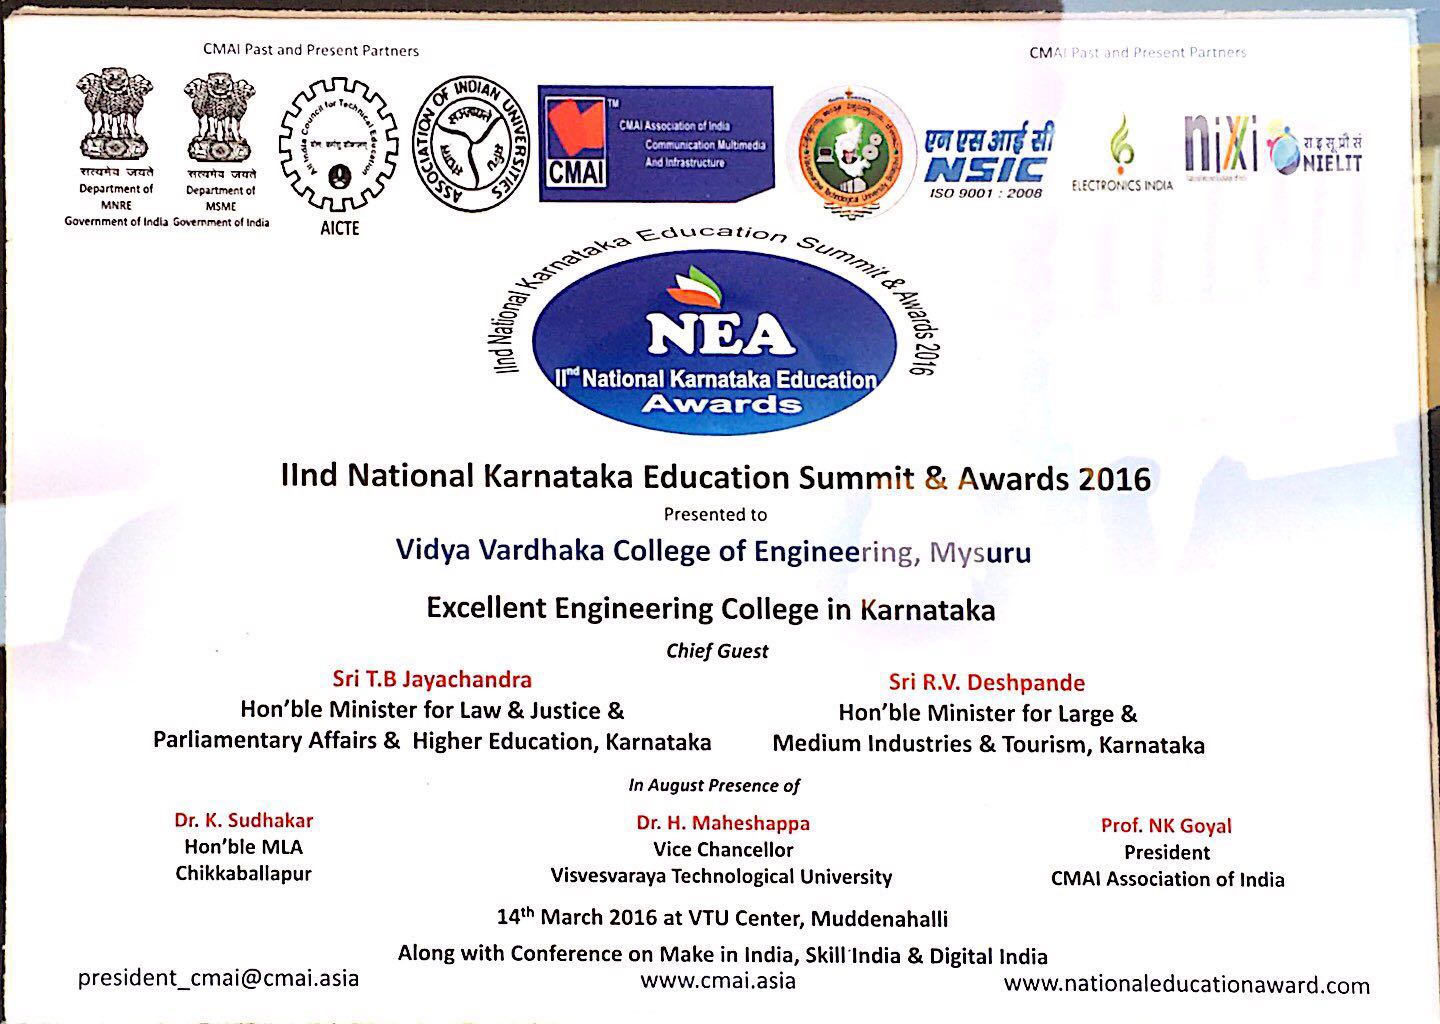 CMAI Past and Present Partners
CMAI Past and Present Partners
सत्यमेव जयते
Department of
MNRE
Government of India
सत्यमेव जयते
Department of
MSME
Government of India
All India Council for Technical Education
AICTE
ASSOCIATION OF INDIAN UNIVERSITIES
CMAI
TM
CMAI Association of India
Communication Multimedia
And Infrastructure
एन एस आई सी
NSIC
ISO 9001 : 2008
ELECTRONICS INDIA
nixi
रा.इ.सू.प्रौ.सं
NIELIT
IInd National Karnataka Education Summit & Awards 2016
NEA
IInd National Karnataka Education
Awards
IInd National Karnataka Education Summit & Awards 2016
Presented to
Vidya Vardhaka College of Engineering, Mysuru
Excellent Engineering College in Karnataka
Chief Guest
Sri T.B Jayachandra
Hon'ble Minister for Law & Justice &
Parliamentary Affairs & Higher Education, Karnataka
Sri R.V. Deshpande
Hon'ble Minister for Large &
Medium Industries & Tourism, Karnataka
In August Presence of
Dr. K. Sudhakar
Hon'ble MLA
Chikkaballapur
Dr. H. Maheshappa
Vice Chancellor
Visvesvaraya Technological University
Prof. NK Goyal
President
CMAI Association of India
14th March 2016 at VTU Center, Muddenahalli
Along with Conference on Make in India, Skill India & Digital India
president_cmai@cmai.asia
www.cmai.asia
www.nationaleducationaward.com